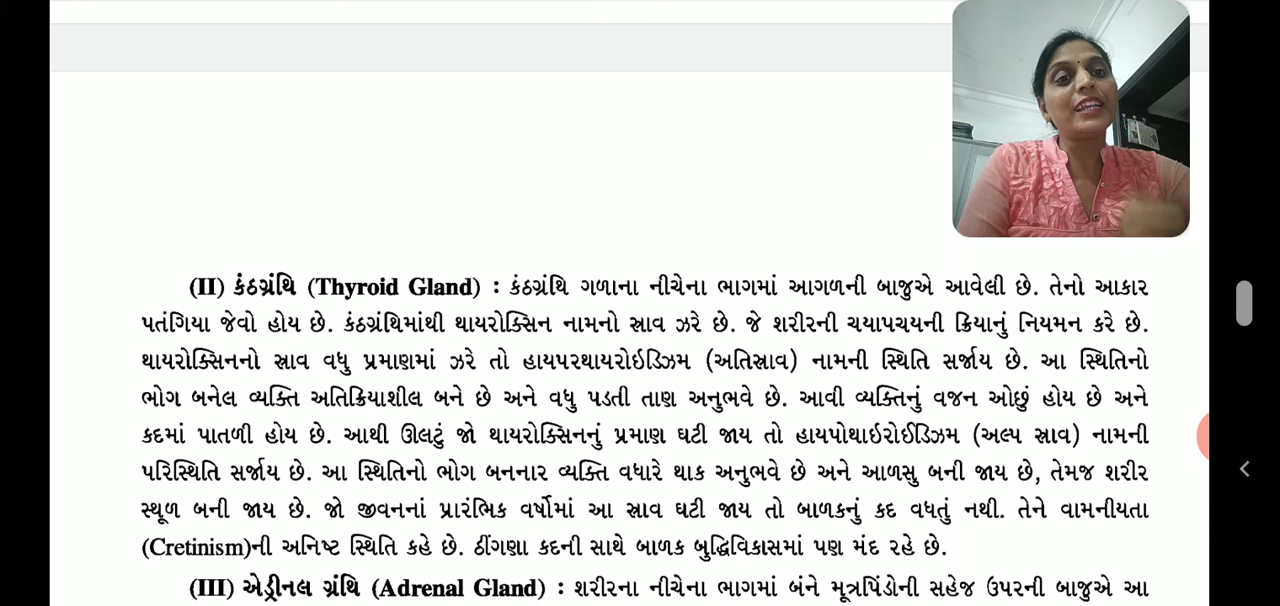 (II) કંઠગ્રંથિ (Thyroid Gland) : કંઠગ્રંથિ ગળાના નીચેના ભાગમાં આગળની બાજુએ આવેલી છે. તેનો આકાર
પતંગિયા જેવો હોય છે. કંઠગ્રંથિમાંથી થાયરોક્સિન નામનો સ્રાવ ઝરે છે. જે શરીરની ચયાપચયની ક્રિયાનું નિયમન કરે છે.
થાયરોક્સિનનો સ્રાવ વધુ પ્રમાણમાં ઝરે તો હાયપરથાયરોઇડિઝમ (અતિસ્રાવ) નામની સ્થિતિ સર્જાય છે. આ સ્થિતિનો
ભોગ બનેલ વ્યક્તિ અતિક્રિયાશીલ બને છે અને વધુ પડતી તાણ અનુભવે છે. આવી વ્યક્તિનું વજન ઓછું હોય છે અને
કદમાં પાતળી હોય છે. આથી ઊલટું જો થાયરોક્સિનનું પ્રમાણ ઘટી જાય તો હાયપોથાઇરોઈડિઝમ (અલ્પ સ્રાવ) નામની
પરિસ્થિતિ સર્જાય છે. આ સ્થિતિનો ભોગ બનનાર વ્યક્તિ વધારે થાક અનુભવે છે અને આળસુ બની જાય છે, તેમજ શરીર
સ્થૂળ બની જાય છે. જો જીવનનાં પ્રારંભિક વર્ષોમાં આ સ્રાવ ઘટી જાય તો બાળકનું કદ વધતું નથી. તેને વામનીયતા
(Cretinism)ની અનિષ્ટ સ્થિતિ કહે છે. ઠીંગણા કદની સાથે બાળક બુદ્ધિવિકાસમાં પણ મંદ રહે છે.
(III) એડ્રીનલ ગ્રંથિ (Adrenal Gland) : શરીરના નીચેના ભાગમાં બંને મૂત્રપિંડોની સહેજ ઉપરની બાજુએ આ